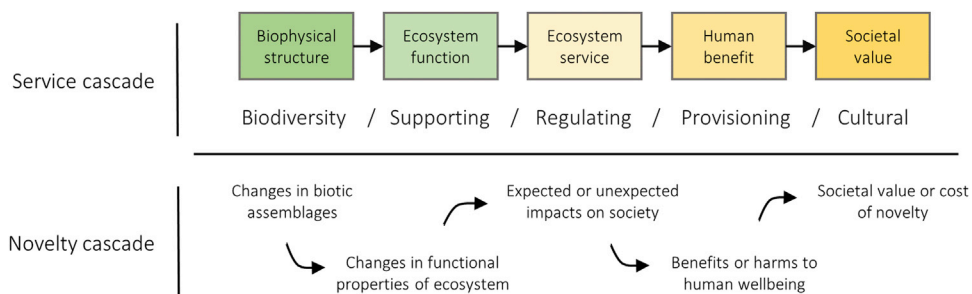 Biophysical
structure
Ecosystem
function
Ecosystem
service
Human
benefit
Societal
value
Service cascade
Biodiversity / Supporting / Regulating / Provisioning / Cultural
Novelty cascade
Changes in biotic
assemblages
Changes in functional
properties of ecosystem
Expected or unexpected
impacts on society
Benefits or harms to
human wellbeing
Societal value or cost
of novelty